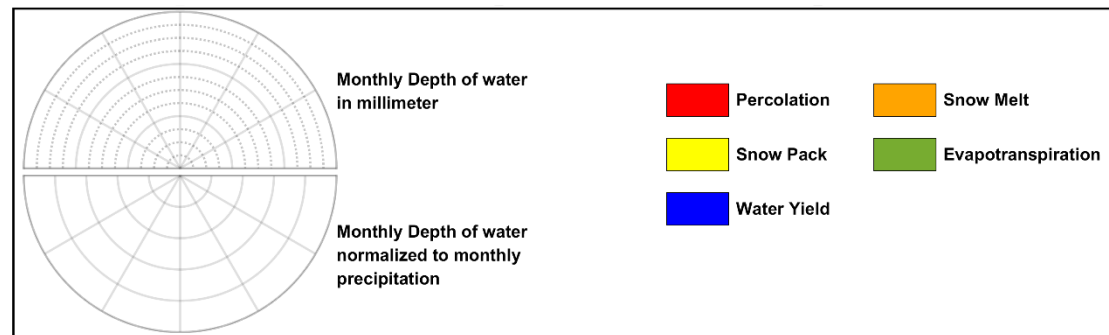 Monthly Depth of water
in millimeter
Monthly Depth of water
normalized to monthly
precipitation
Percolation
Snow Melt
Snow Pack
Evapotranspiration
Water Yield